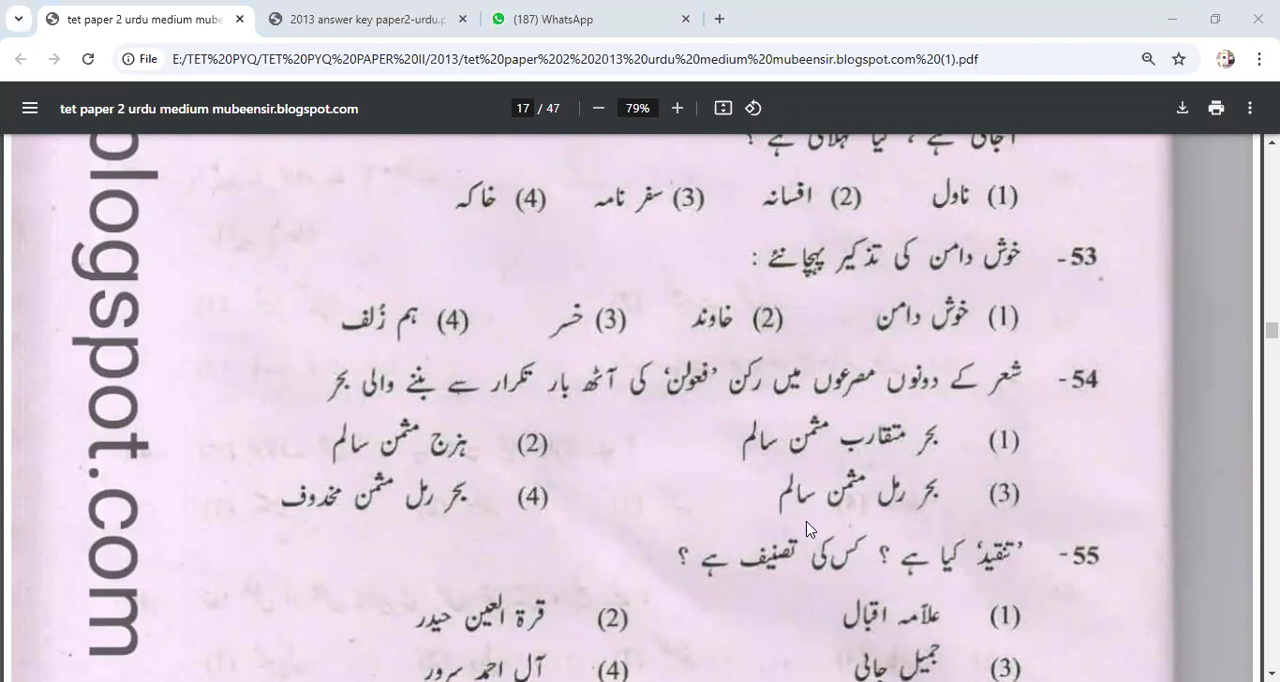 tet paper 2 urdu medium mube
2013 answer key paper2-urdu.p
(187) WhatsApp
File E:/TET%20PYQ/TET%20PYQ%20PAPER%20II/2013/tet%20paper%202%202013%20urdu%20medium%20mubeensir.blogspot.com%20(1).pdf
tet paper 2 urdu medium mubeensir.blogspot.com 17 / 47 79%
(1) ناول (2) افسانہ (3) سفر نامہ (4) خاکہ
53- خوش دامن کی تذکیر پہچانئے :
(1) خوش دامن (2) خاوند (3) خسر (4) ہم زُلف
54- شعر کے دونوں مصرعوں میں رکن ’فعولن‘ کی آٹھ بار تکرار سے بننے والی بحر
(1) بحر متقارب مثمن سالم (2) ہزج مثمن سالم
(3) بحر رمل مثمن سالم (4) بحر رمل مثمن مخدوف
55- ’تنقید‘ کیا ہے ؟ کس کی تصنیف ہے ؟
(1) علاّمہ اقبال (2) قرۃ العین حیدر
(3) جمیل جالبی (4) آل احمد سرور
blogspot.com